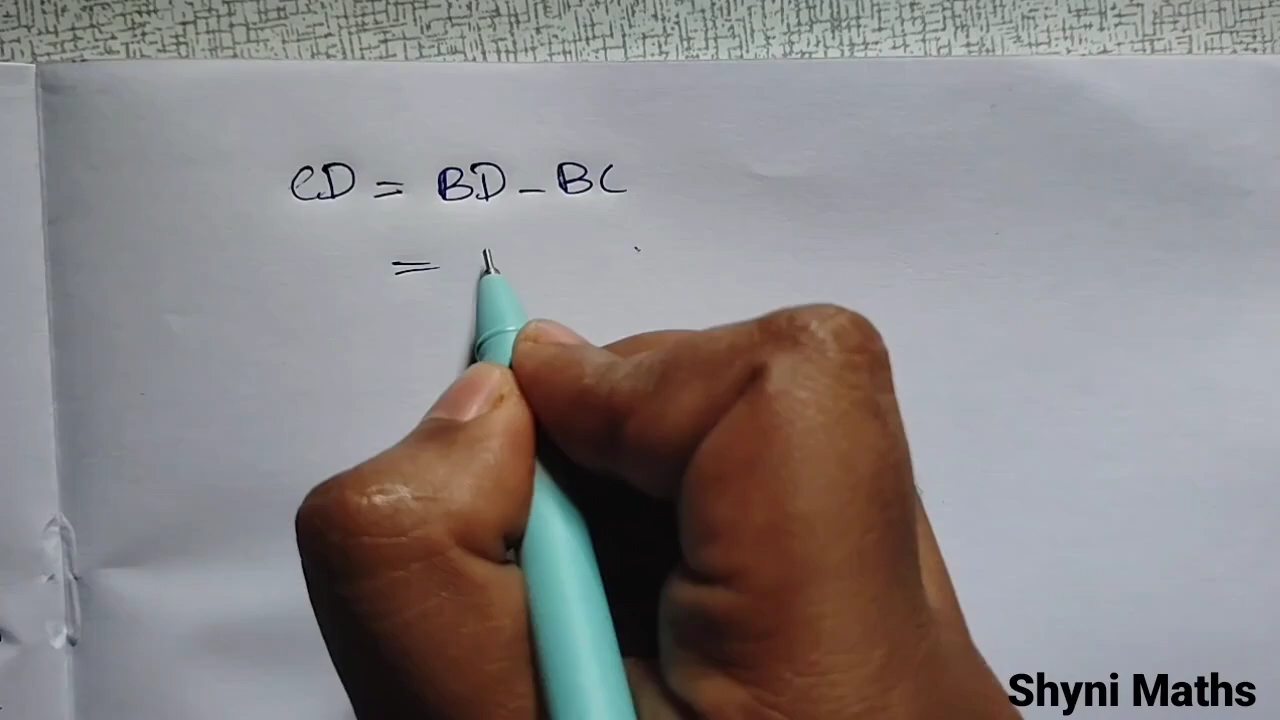 CD = BD - BC
=
Shyni Maths